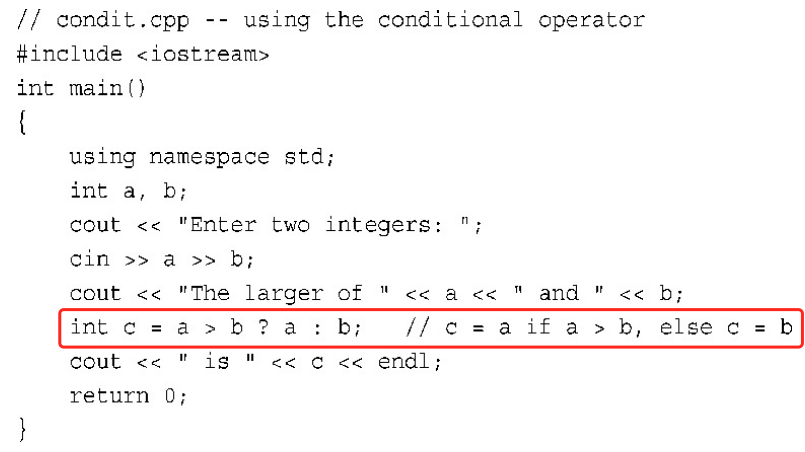 // condit.cpp -- using the conditional operator
#include <iostream>
int main()
{
    using namespace std;
    int a, b;
    cout << "Enter two integers: ";
    cin >> a >> b;
    cout << "The larger of " << a << " and " << b;
    int c = a > b ? a : b;   // c = a if a > b, else c = b
    cout << " is " << c << endl;
    return 0;
}